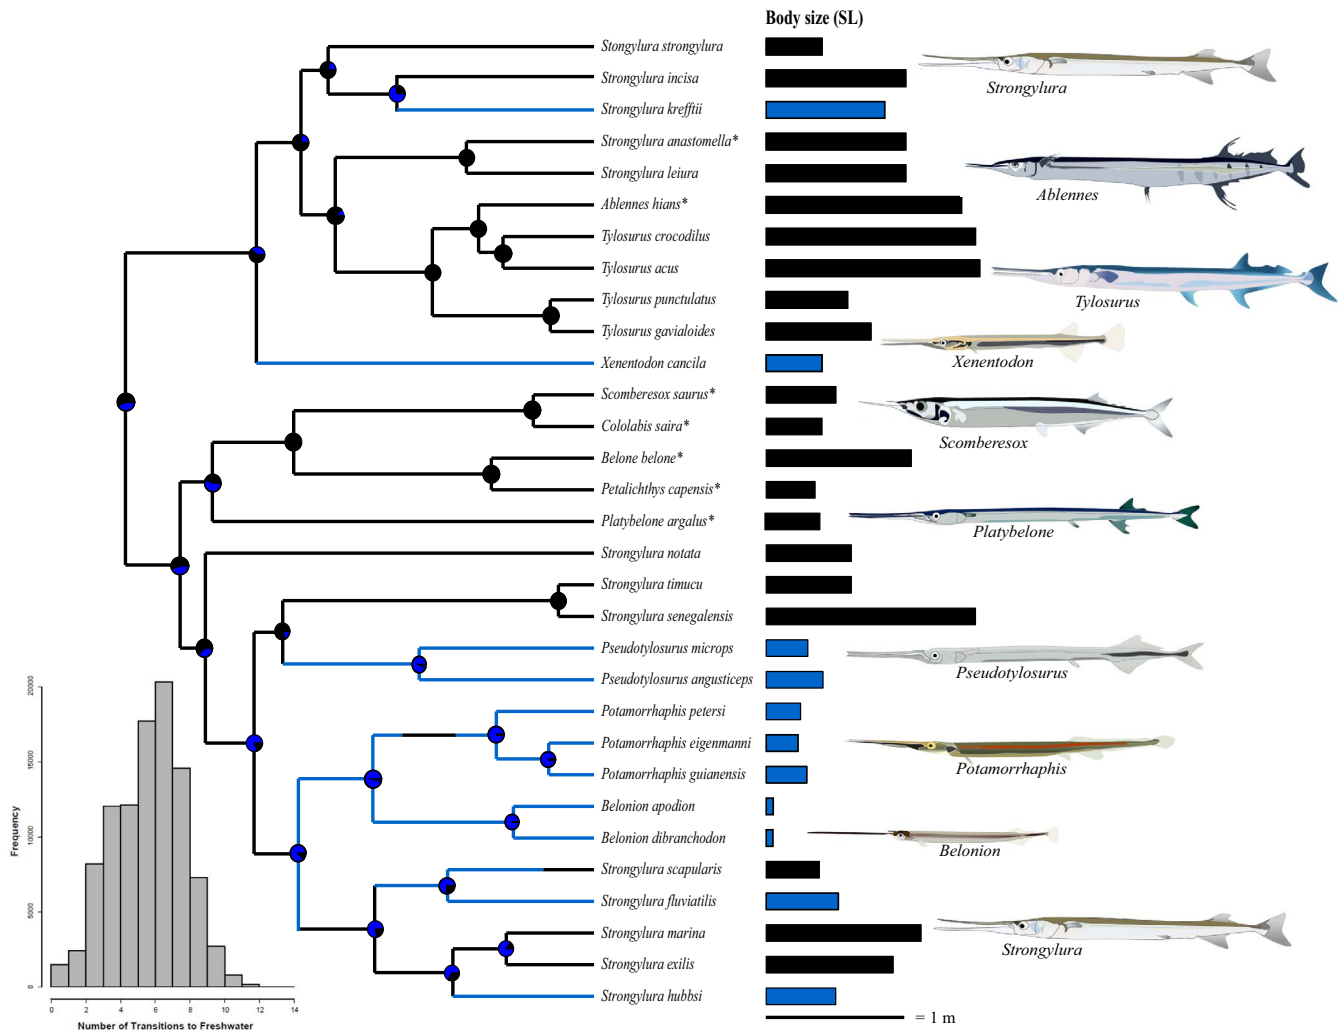 Body size (SL)
Stongylura strongylura
Strongylura incisa
Strongylura krefftii
Strongylura anastomella*
Strongylura leiura
Ablennes hians*
Tylosurus crocodilus
Tylosurus acus
Tylosurus punctulatus
Tylosurus gavialoides
Xenentodon cancila
Scomberesox saurus*
Cololabis saira*
Belone belone*
Petalichthys capensis*
Platybelone argalus*
Strongylura notata
Strongylura timucu
Strongylura senegalensis
Pseudotylosurus microps
Pseudotylosurus angusticeps
Potamorrhaphis petersi
Potamorrhaphis eigenmanni
Potamorrhaphis guianensis
Belonion apodion
Belonion dibranchodon
Strongylura scapularis
Strongylura fluviatilis
Strongylura marina
Strongylura exilis
Strongylura hubbsi
Strongylura
Ablennes
Tylosurus
Xenentodon
Scomberesox
Platybelone
Pseudotylosurus
Potamorrhaphis
Belonion
Strongylura
= 1 m
Frequency
20000
15000
10000
5000
0
0 2 4 6 8 10 12 14
Number of Transitions to Freshwater